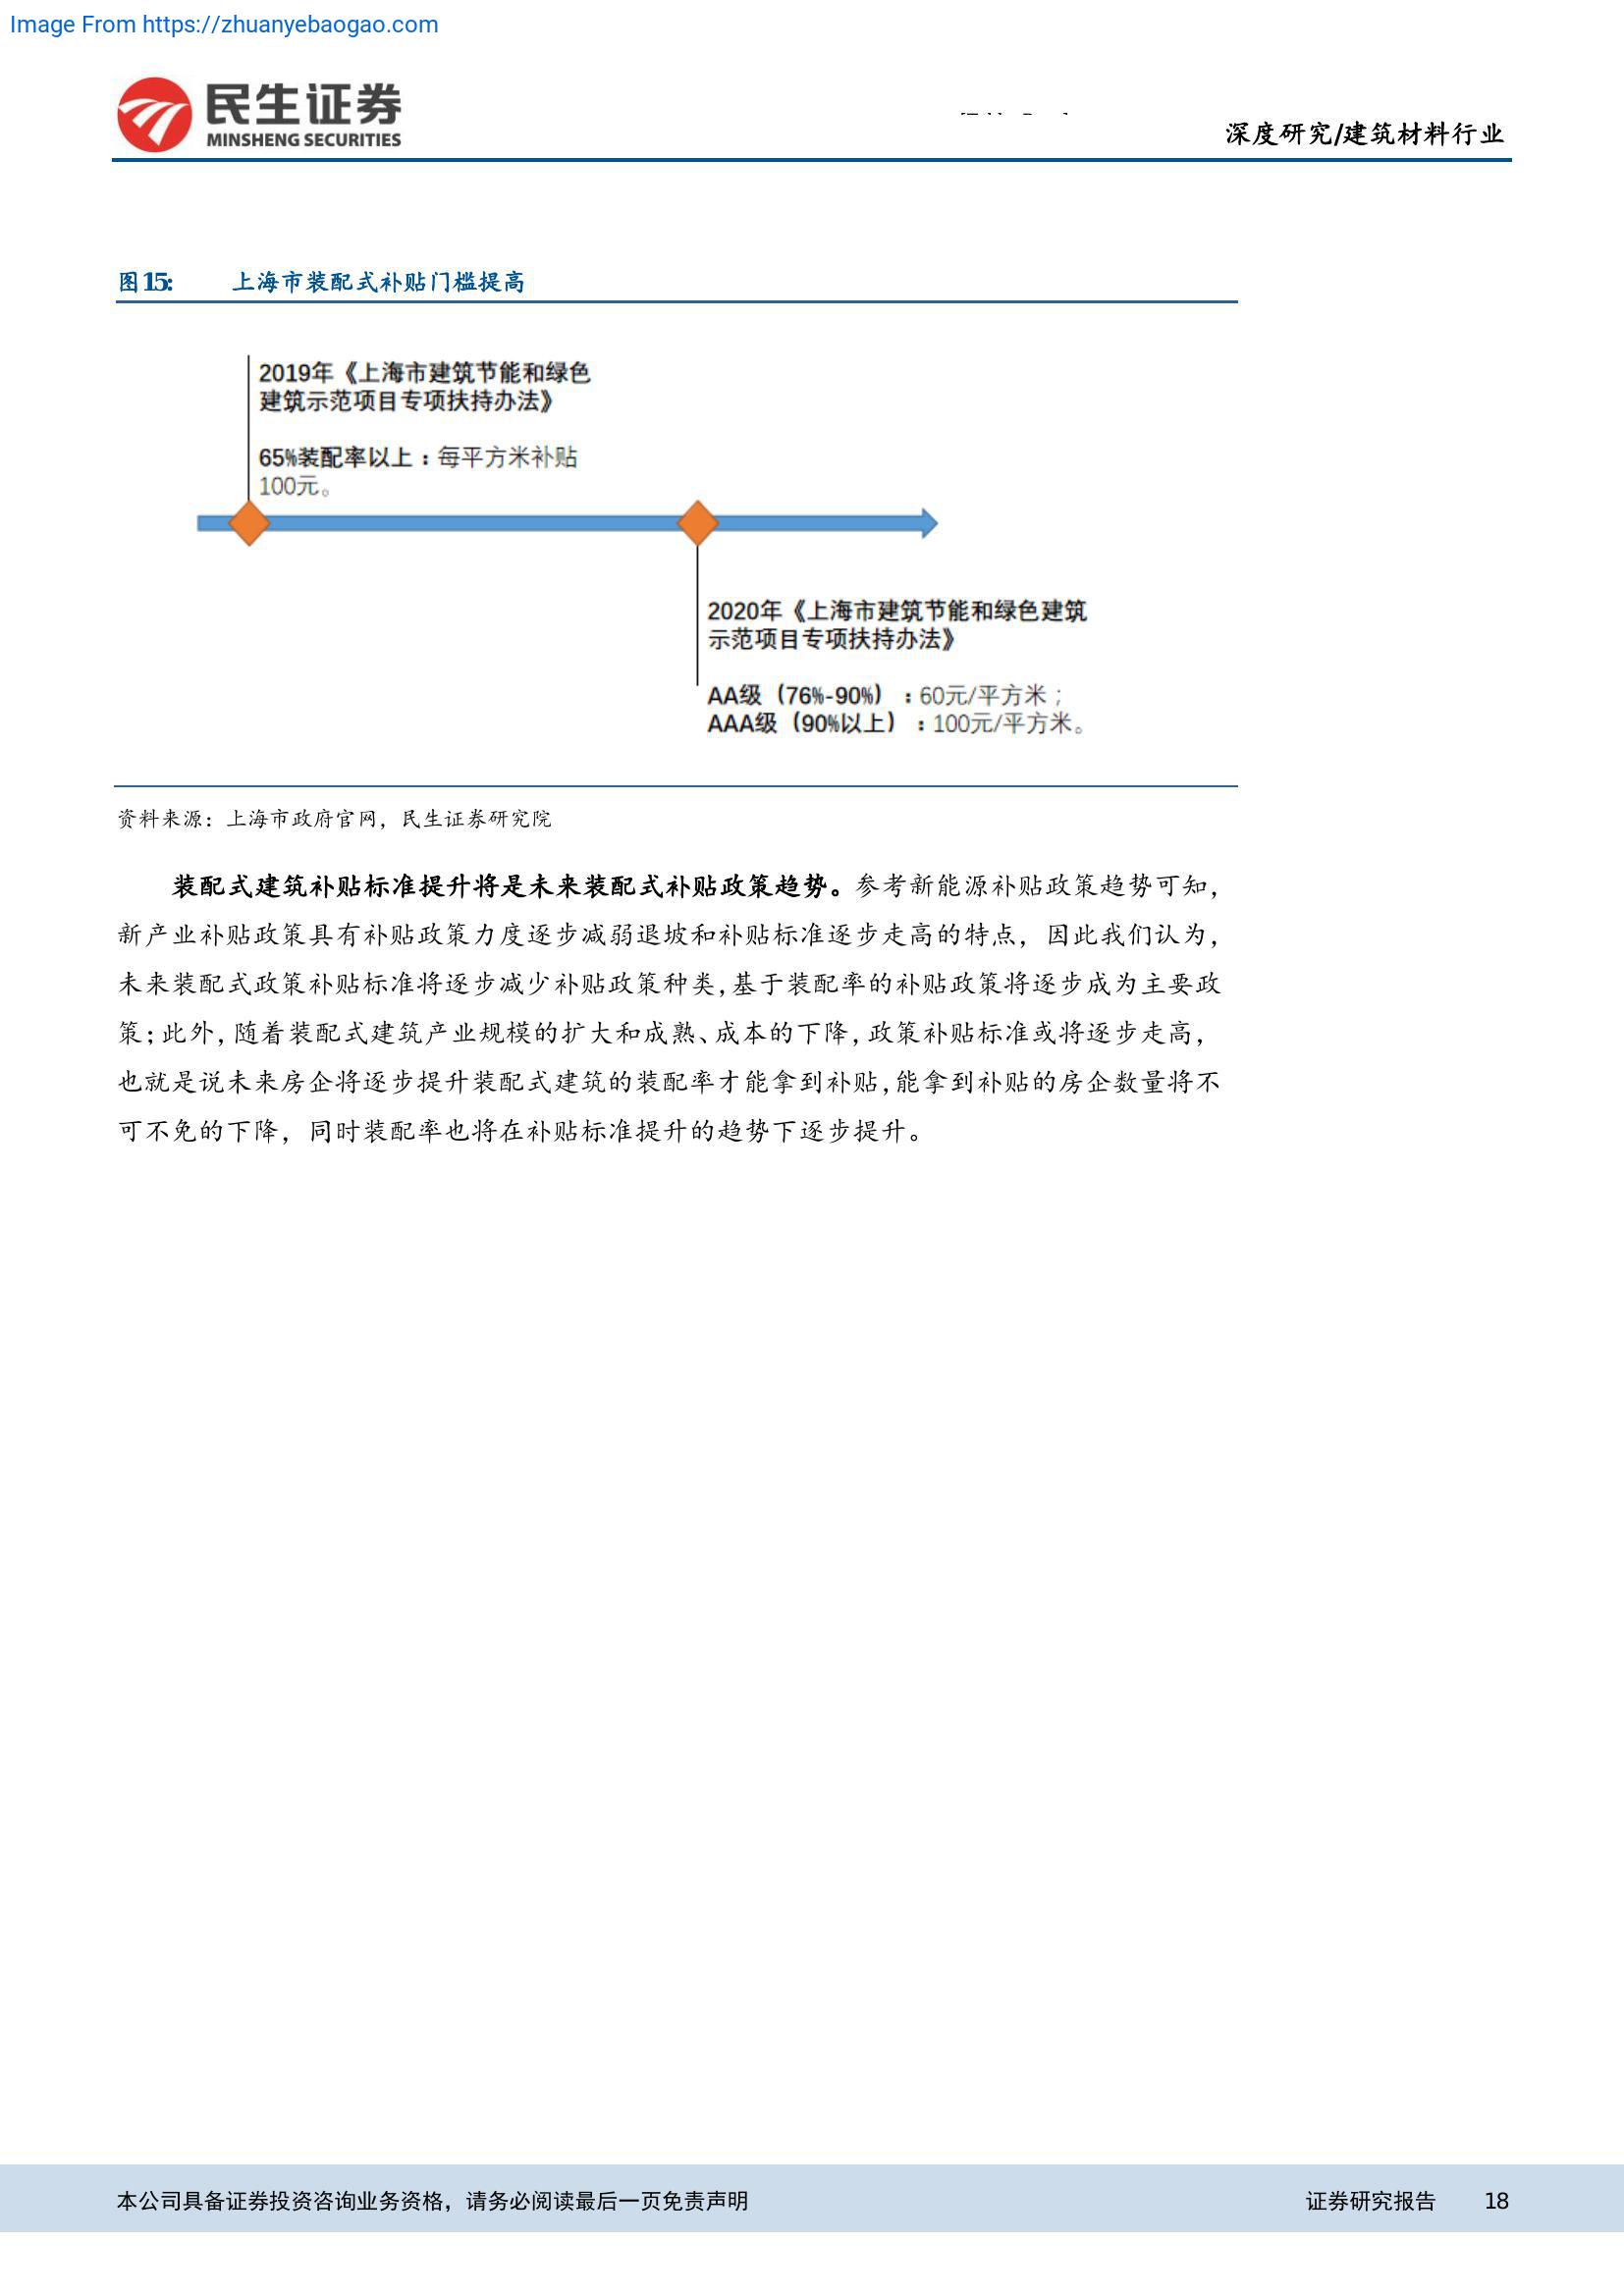 Image From https://zhuanyebaogao.com
民生证券
MINSHENG SECURITIES
深度研究/建筑材料行业
图15: 上海市装配式补贴门槛提高
2019年《上海市建筑节能和绿色
建筑示范项目专项扶持办法》
65%装配率以上：每平方米补贴
100元。
2020年《上海市建筑节能和绿色建筑
示范项目专项扶持办法》
AA级（76%-90%）：60元/平方米；
AAA级（90%以上）：100元/平方米。
资料来源：上海市政府官网，民生证券研究院
装配式建筑补贴标准提升将是未来装配式补贴政策趋势。参考新能源补贴政策趋势可知，
新产业补贴政策具有补贴政策力度逐步减弱退坡和补贴标准逐步走高的特点，因此我们认为，
未来装配式政策补贴标准将逐步减少补贴政策种类，基于装配率的补贴政策将逐步成为主要政
策；此外，随着装配式建筑产业规模的扩大和成熟、成本的下降，政策补贴标准或将逐步走高，
也就是说未来房企将逐步提升装配式建筑的装配率才能拿到补贴，能拿到补贴的房企数量将不
可不免的下降，同时装配率也将在补贴标准提升的趋势下逐步提升。
本公司具备证券投资咨询业务资格，请务必阅读最后一页免责声明
证券研究报告 18